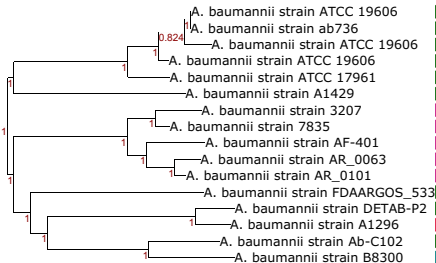 A. baumannii strain ATCC 19606
1
A. baumannii strain ab736
0.824
A. baumannii strain ATCC 19606
1
A. baumannii strain ATCC 19606
1
A. baumannii strain ATCC 17961
1
A. baumannii strain A1429
1
A. baumannii strain 3207
1
A. baumannii strain 7835
1
A. baumannii strain AF-401
1
A. baumannii strain AR_0063
1
A. baumannii strain AR_0101
1
A. baumannii strain FDAARGOS_533
1
A. baumannii strain DETAB-P2
1
A. baumannii strain A1296
1
A. baumannii strain Ab-C102
1
A. baumannii strain B8300